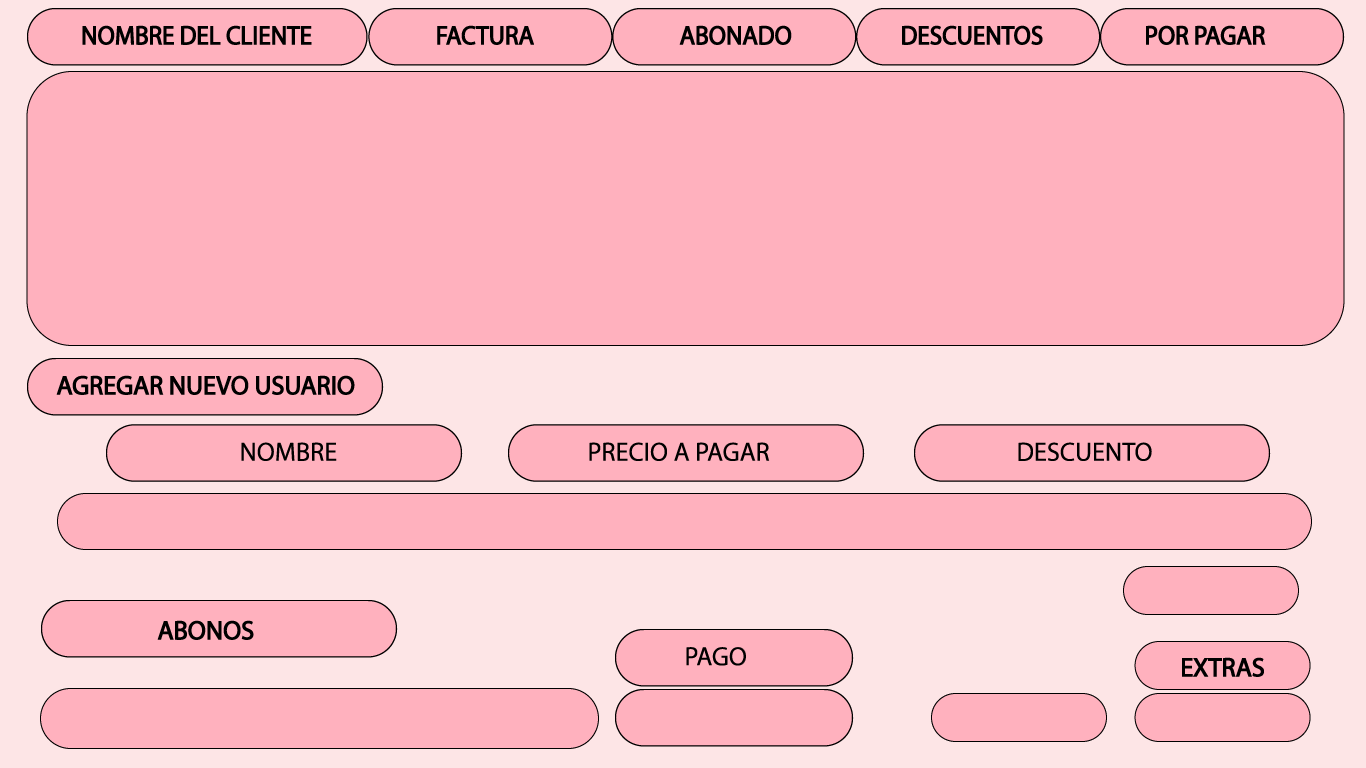 NOMBRE DEL CLIENTE
FACTURA
ABONADO
DESCUENTOS
POR PAGAR
AGREGAR NUEVO USUARIO
NOMBRE
PRECIO A PAGAR
DESCUENTO
ABONOS
PAGO
EXTRAS